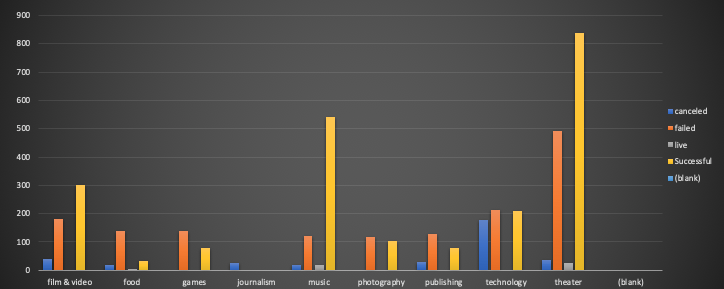 900
800
700
600
500
400
300
200
100
0
film & video food games journalism music photography publishing technology theater (blank)
canceled
failed
live
Successful
(blank)